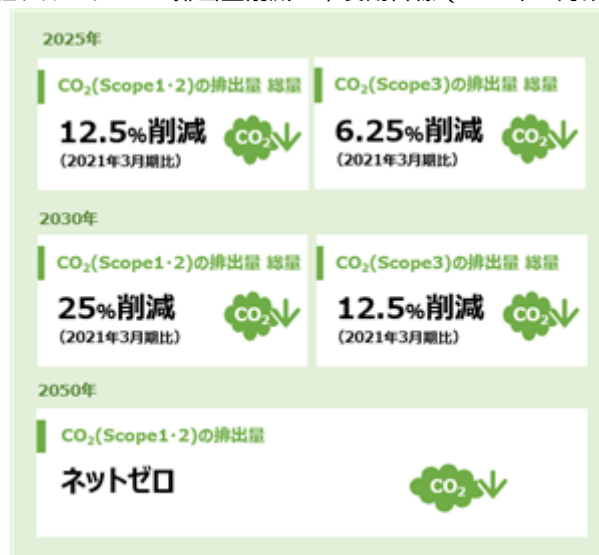 2025年
CO₂(Scope1・2)の排出量 総量
12.5%削減
(2021年3月期比)
CO₂
CO₂(Scope3)の排出量 総量
6.25%削減
(2021年3月期比)
CO₂
2030年
CO₂(Scope1・2)の排出量 総量
25%削減
(2021年3月期比)
CO₂
CO₂(Scope3)の排出量 総量
12.5%削減
(2021年3月期比)
CO₂
2050年
CO₂(Scope1・2)の排出量
ネットゼロ
CO₂